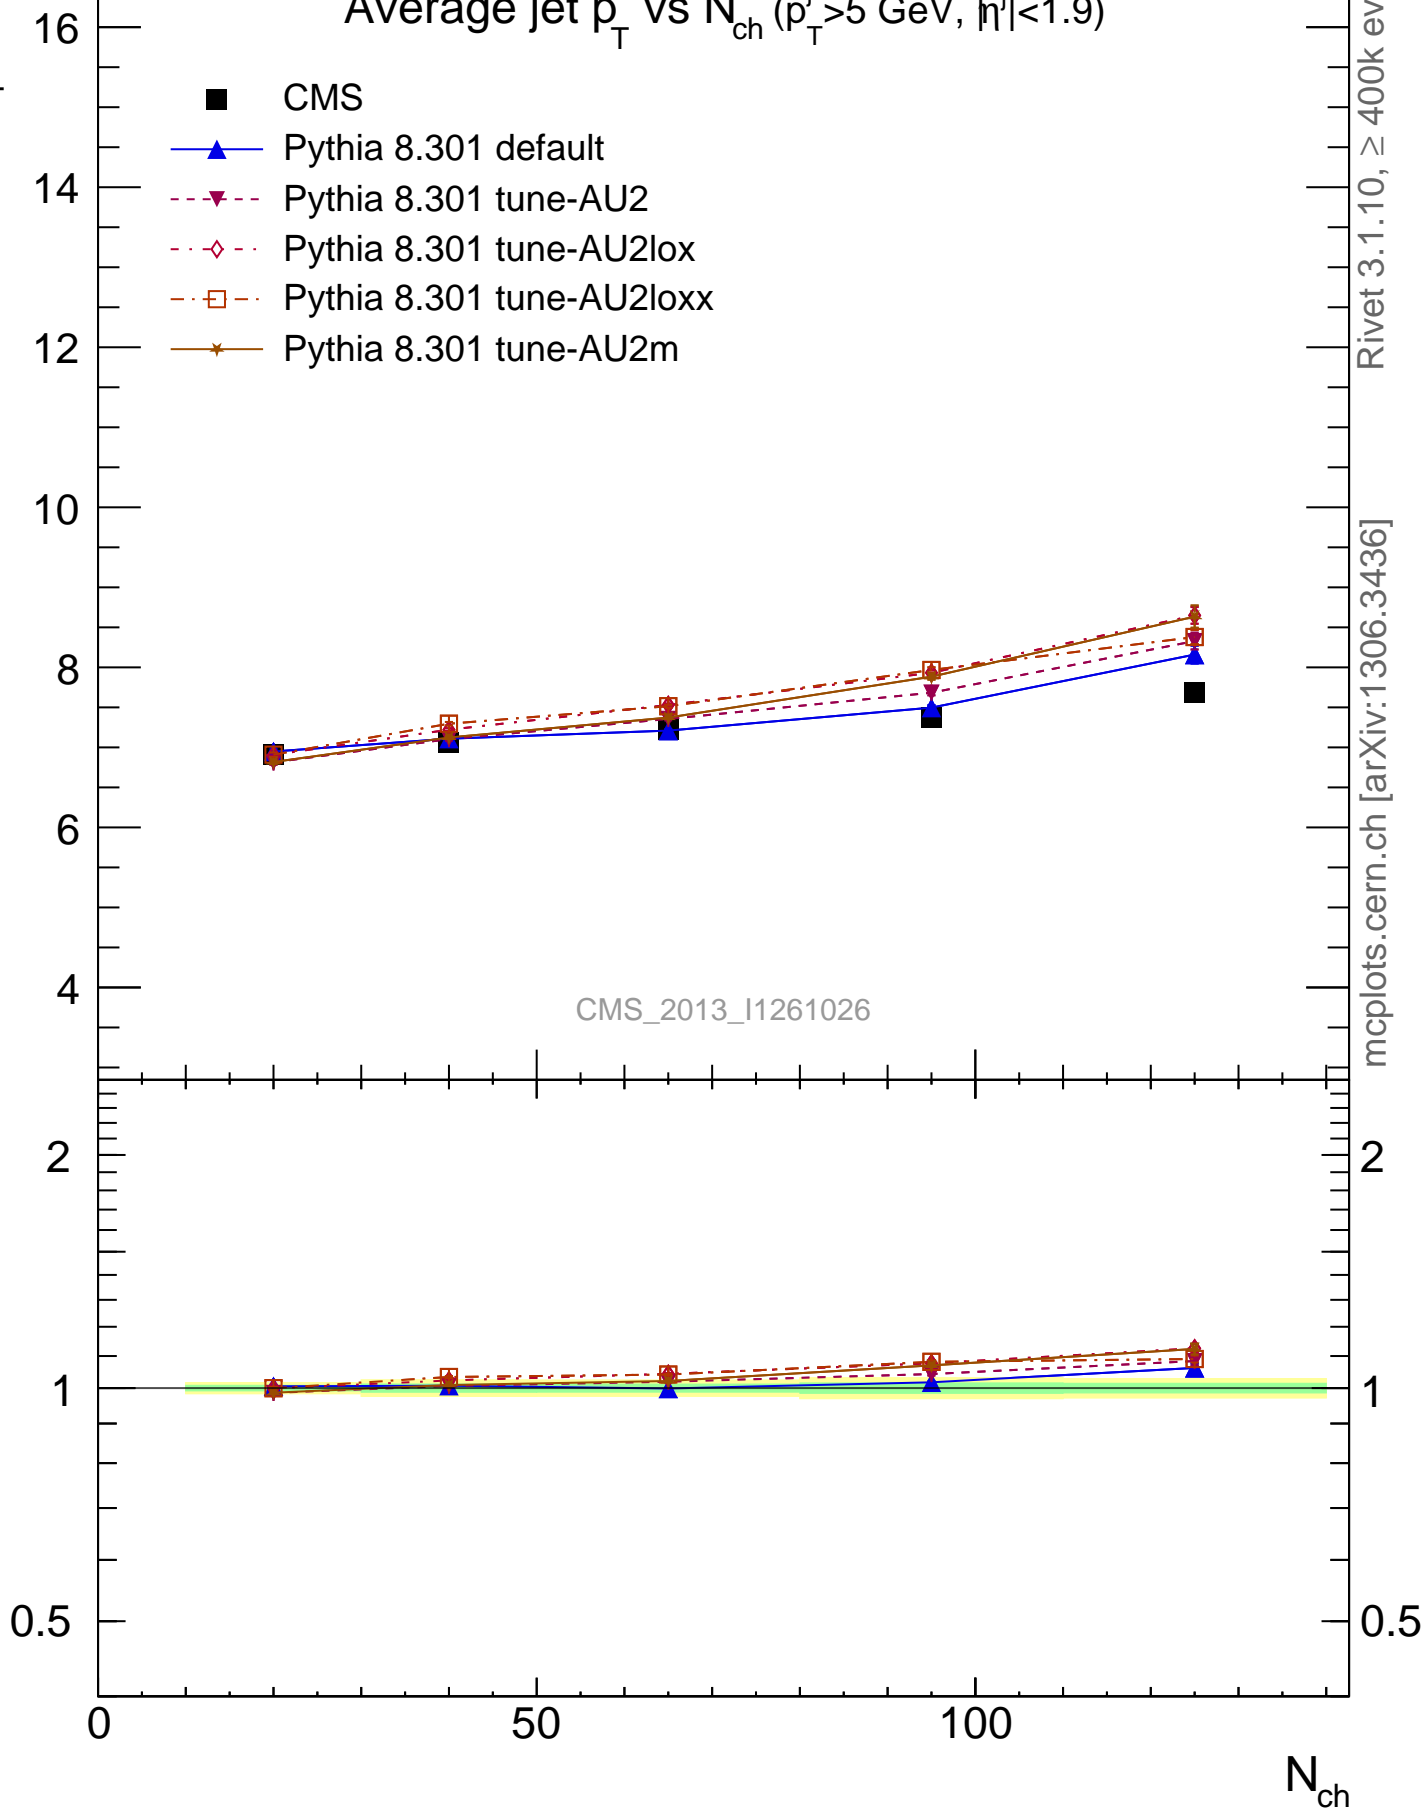 Average jet p_T vs N_ch (p_T^j>5 GeV, |η^j|<1.9)
16
14
12
10
8
6
4
CMS
Pythia 8.301 default
Pythia 8.301 tune-AU2
Pythia 8.301 tune-AU2lox
Pythia 8.301 tune-AU2loxx
Pythia 8.301 tune-AU2m
CMS_2013_I1261026
Rivet 3.1.10, ≥ 400k ev
mcplots.cern.ch [arXiv:1306.3436]
2
1
0.5
2
1
0.5
0
50
100
N_ch